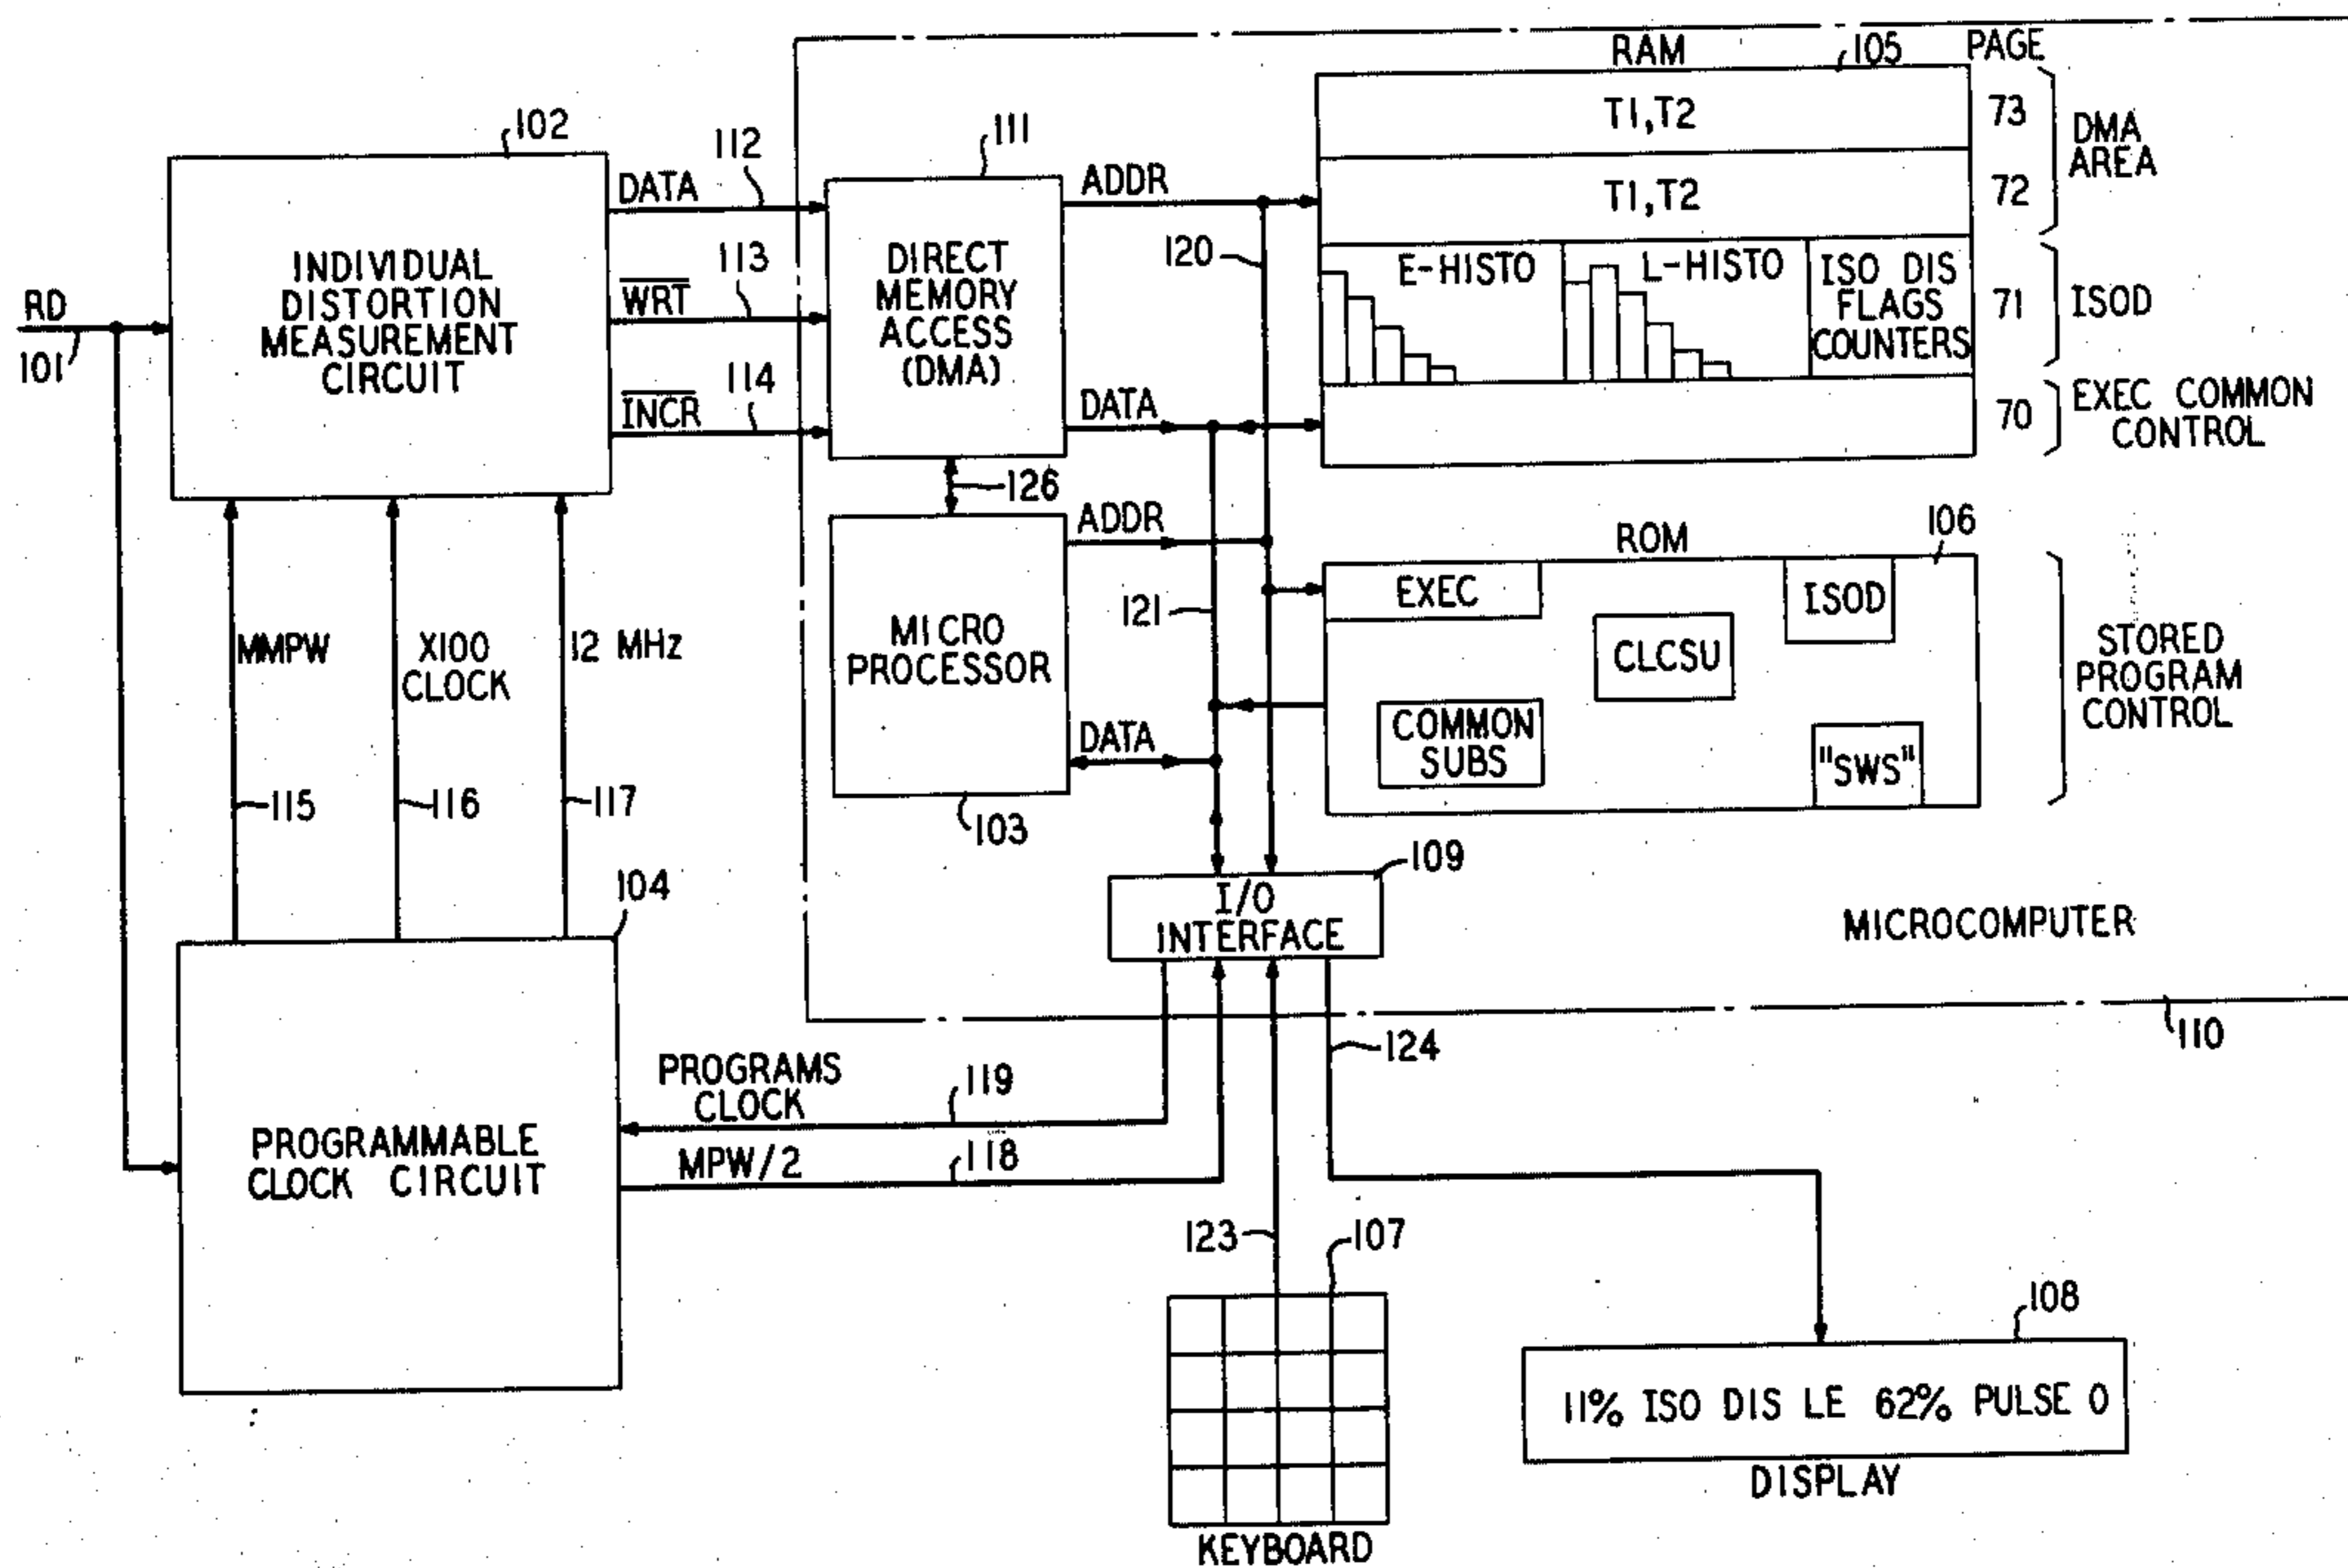 RAM
105
PAGE
T1,T2
73
T1,T2
72
DMA
AREA
E-HISTO
L-HISTO
ISO DIS
FLAGS
COUNTERS
71
ISOD
70
EXEC COMMON
CONTROL
102
DATA
112
111
ADDR
INDIVIDUAL
DISTORTION
MEASUREMENT
CIRCUIT
WRT
113
DIRECT
MEMORY
ACCESS
(DMA)
120
RD
101
INCR
114
DATA
126
MICRO
PROCESSOR
ADDR
121
DATA
103
ROM
106
EXEC
ISOD
CLCSU
COMMON
SUBS
"SWS"
STORED
PROGRAM
CONTROL
MMPW
X100
CLOCK
12 MHz
115
116
117
104
109
I/O
INTERFACE
MICROCOMPUTER
110
PROGRAMS
CLOCK
119
124
PROGRAMMABLE
CLOCK CIRCUIT
MPW/2
118
123
107
108
11% ISO DIS LE 62% PULSE 0
DISPLAY
KEYBOARD